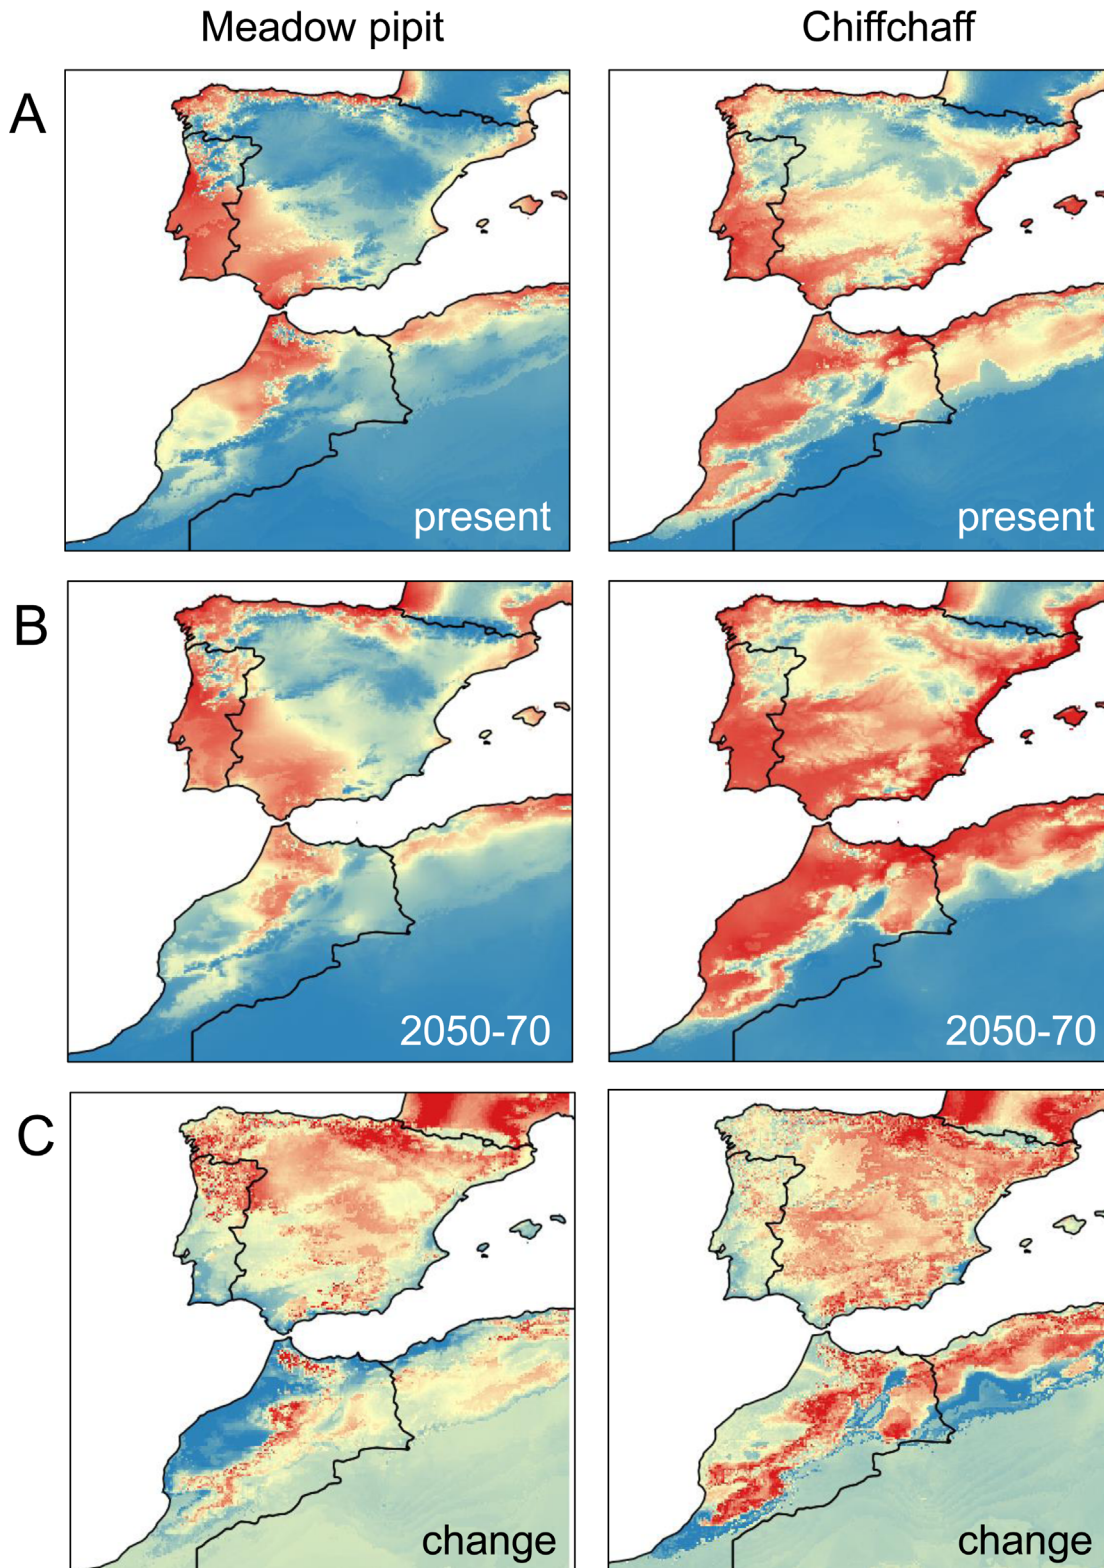 Meadow pipit
Chiffchaff
A
present
present
B
2050-70
2050-70
C
change
change